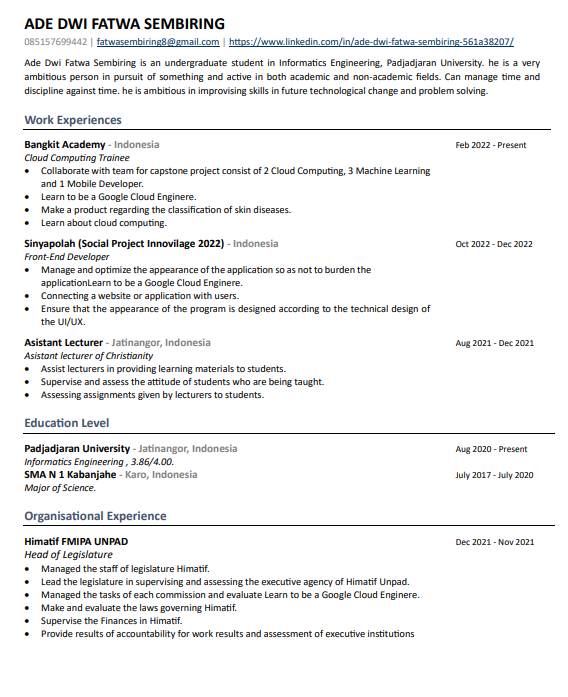 ADE DWI FATWA SEMBIRING
085157699442 | fatwasembiring8@gmail.com | https://www.linkedin.com/in/ade-dwi-fatwa-sembiring-561a38207/
Ade Dwi Fatwa Sembiring is an undergraduate student in Informatics Engineering, Padjadjaran University. he is a very
ambitious person in pursuit of something and active in both academic and non-academic fields. Can manage time and
discipline against time. he is ambitious in improvising skills in future technological change and problem solving.
Work Experiences
Bangkit Academy - Indonesia Feb 2022 - Present
Cloud Computing Trainee
• Collaborate with team for capstone project consist of 2 Cloud Computing, 3 Machine Learning
and 1 Mobile Developer.
• Learn to be a Google Cloud Enginere.
• Make a product regarding the classification of skin diseases.
• Learn about cloud computing.
Sinyapolah (Social Project Innovilage 2022) - Indonesia Oct 2022 - Dec 2022
Front-End Developer
• Manage and optimize the appearance of the application so as not to burden the
applicationLearn to be a Google Cloud Enginere.
• Connecting a website or application with users.
• Ensure that the appearance of the program is designed according to the technical design of
the UI/UX.
Asistant Lecturer - Jatinangor, Indonesia Aug 2021 - Dec 2021
Asistant lecturer of Christianity
• Assist lecturers in providing learning materials to students.
• Supervise and assess the attitude of students who are being taught.
• Assessing assignments given by lecturers to students.
Education Level
Padjadjaran University - Jatinangor, Indonesia Aug 2020 - Present
Informatics Engineering , 3.86/4.00.
SMA N 1 Kabanjahe - Karo, Indonesia July 2017 - July 2020
Major of Science.
Organisational Experience
Himatif FMIPA UNPAD Dec 2021 - Nov 2021
Head of Legislature
• Managed the staff of legislature Himatif.
• Lead the legislature in supervising and assessing the executive agency of Himatif Unpad.
• Managed the tasks of each commission and evaluate Learn to be a Google Cloud Enginere.
• Make and evaluate the laws governing Himatif.
• Supervise the Finances in Himatif.
• Provide results of accountability for work results and assessment of executive institutions